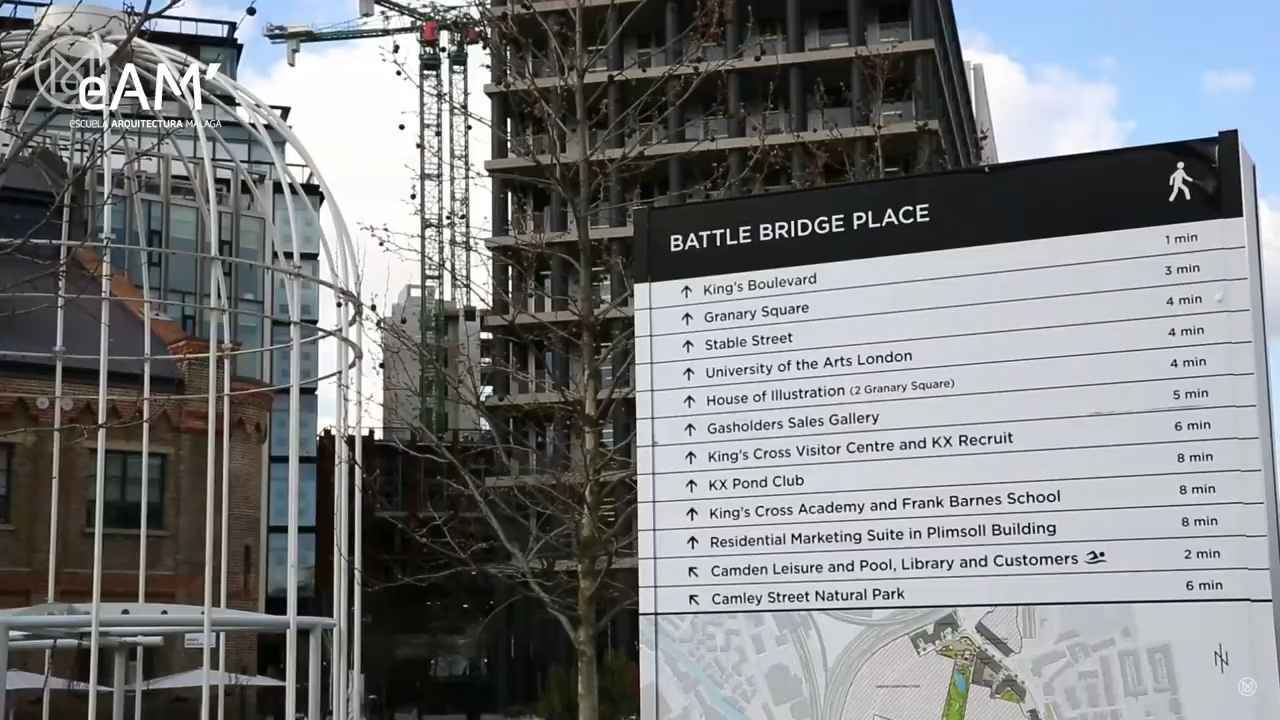 eAM'
eSCUELA ARQUITECTURA MALAGA
BATTLE BRIDGE PLACE
King's Boulevard 1 min
Granary Square 3 min
Stable Street 4 min
University of the Arts London 4 min
House of Illustration (2 Granary Square) 4 min
Gasholders Sales Gallery 5 min
King's Cross Visitor Centre and KX Recruit 6 min
KX Pond Club 8 min
King's Cross Academy and Frank Barnes School 8 min
Residential Marketing Suite in Plimsoll Building 8 min
Camden Leisure and Pool, Library and Customers 2 min
Camley Street Natural Park 6 min
N